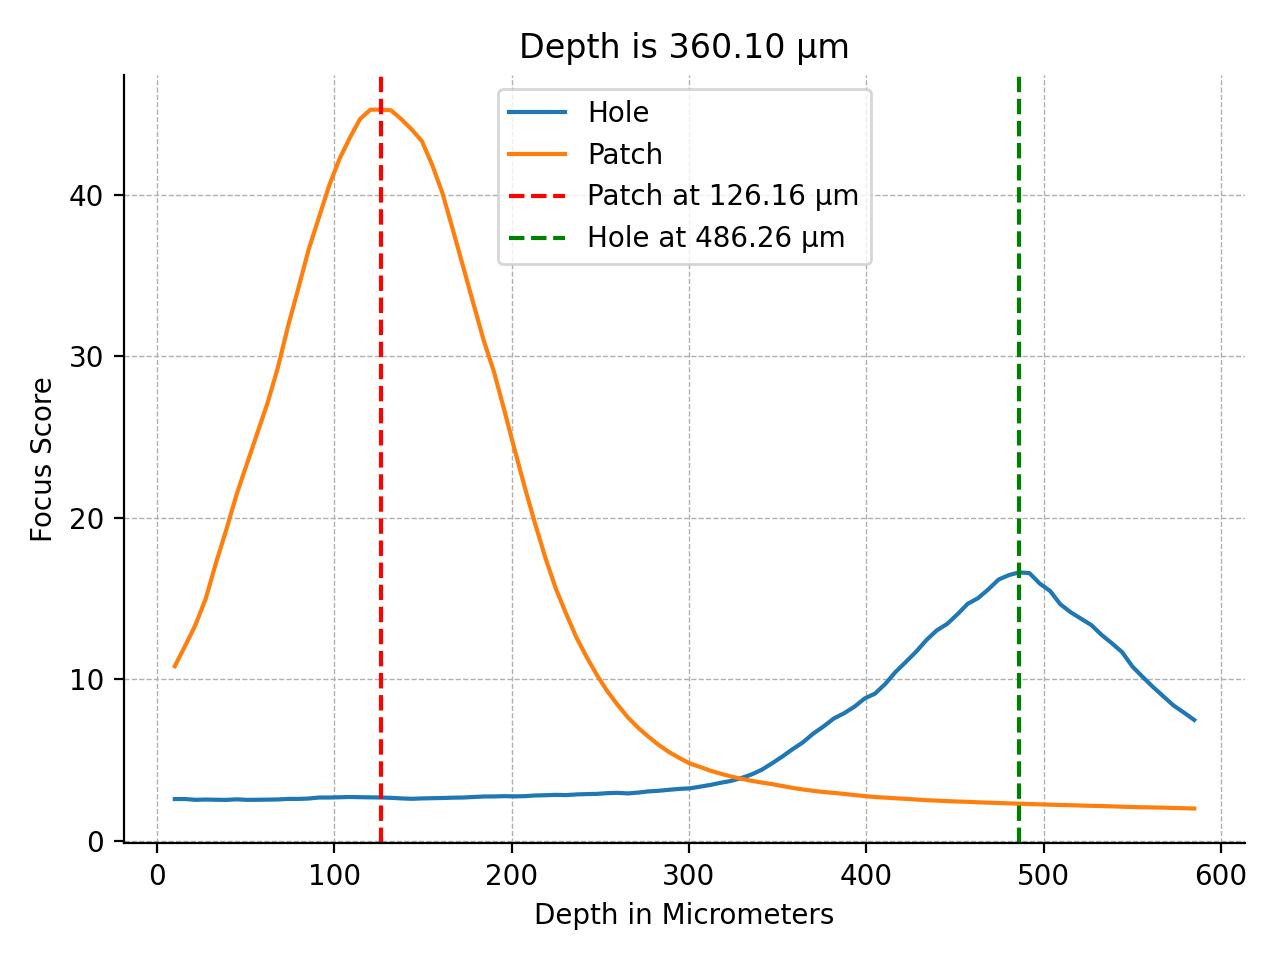 Depth is 360.10 µm
Hole
Patch
Patch at 126.16 µm
Hole at 486.26 µm
Focus Score
40
30
20
10
0
0 100 200 300 400 500 600
Depth in Micrometers